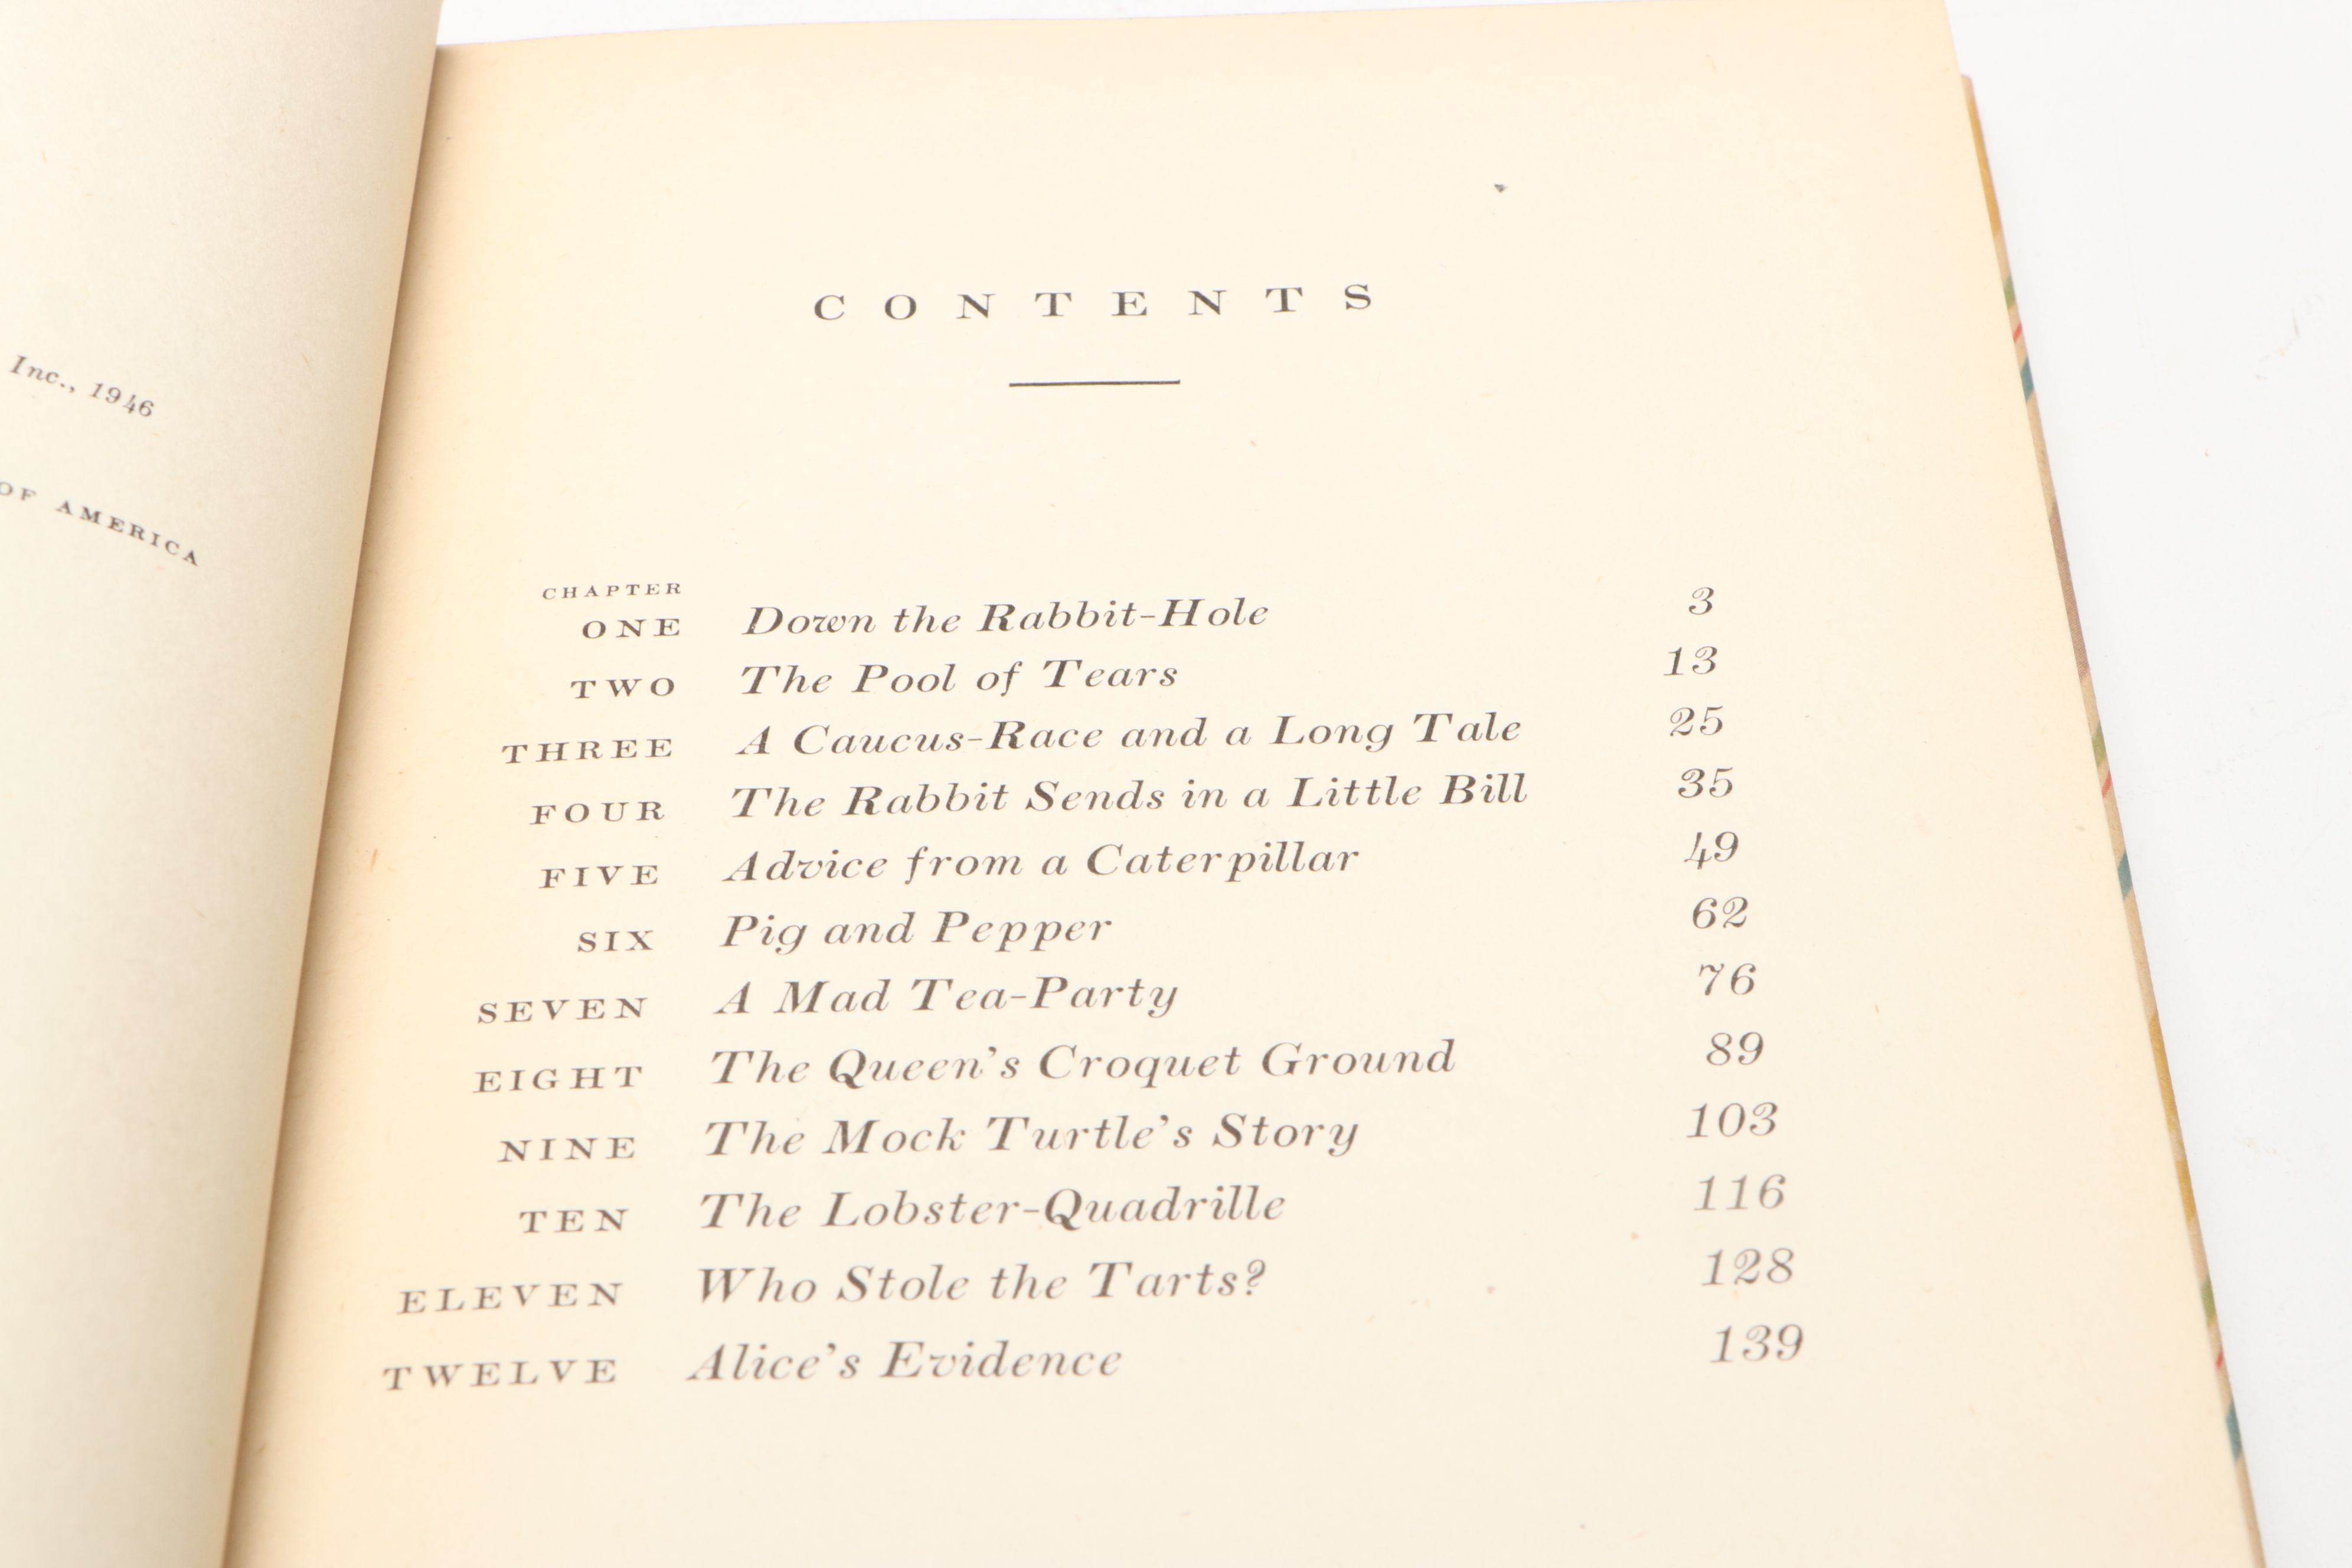 Inc., 1946
OF AMERICA
CONTENTS
CHAPTER
ONE Down the Rabbit-Hole 3
TWO The Pool of Tears 13
THREE A Caucus-Race and a Long Tale 25
FOUR The Rabbit Sends in a Little Bill 35
FIVE Advice from a Caterpillar 49
SIX Pig and Pepper 62
SEVEN A Mad Tea-Party 76
EIGHT The Queen's Croquet Ground 89
NINE The Mock Turtle's Story 103
TEN The Lobster-Quadrille 116
ELEVEN Who Stole the Tarts? 128
TWELVE Alice's Evidence 139